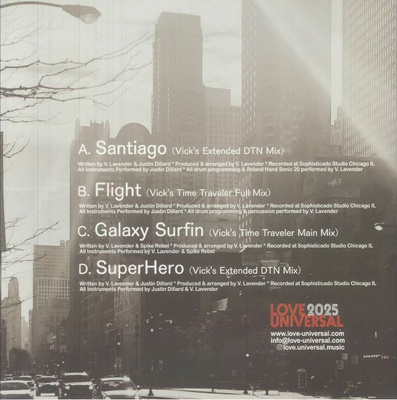 A. Santiago (Vick's Extended DTN Mix)
Written by V. Lavender & Justin Dillard * Produced & arranged by V. Lavender * Recorded at Sophisticado Studio Chicago IL
All Instruments Performed by Justin Dillard * All drum programming & Roland Hand Sonic 20 performed by V. Lavender
B. Flight (Vick's Time Traveler Full Mix)
Written by V. Lavender & Justin Dillard * Produced & arranged by V. Lavender * Recorded at Sophisticado Studio Chicago IL
All Instruments Performed by Justin Dillard * All drum programming & percussion performed by V. Lavender
C. Galaxy Surfin (Vick's Time Traveler Main Mix)
Written by V. Lavender & Spike Rebel * Produced & arranged by V. Lavender * Recorded at Sophisticado Studio Chicago IL
All Instruments Performed by V. Lavender & Spike Rebel
D. SuperHero (Vick's Extended DTN Mix)
Written by V. Lavender & Justin Dillard * Produced & arranged by V. Lavender * Recorded at Sophisticado Studio Chicago IL
All Instruments Performed by Justin Dillard & V. Lavender
LOVE 2025
UNIVERSAL
www.love-universal.com
info@love-universal.com
love.universal.music